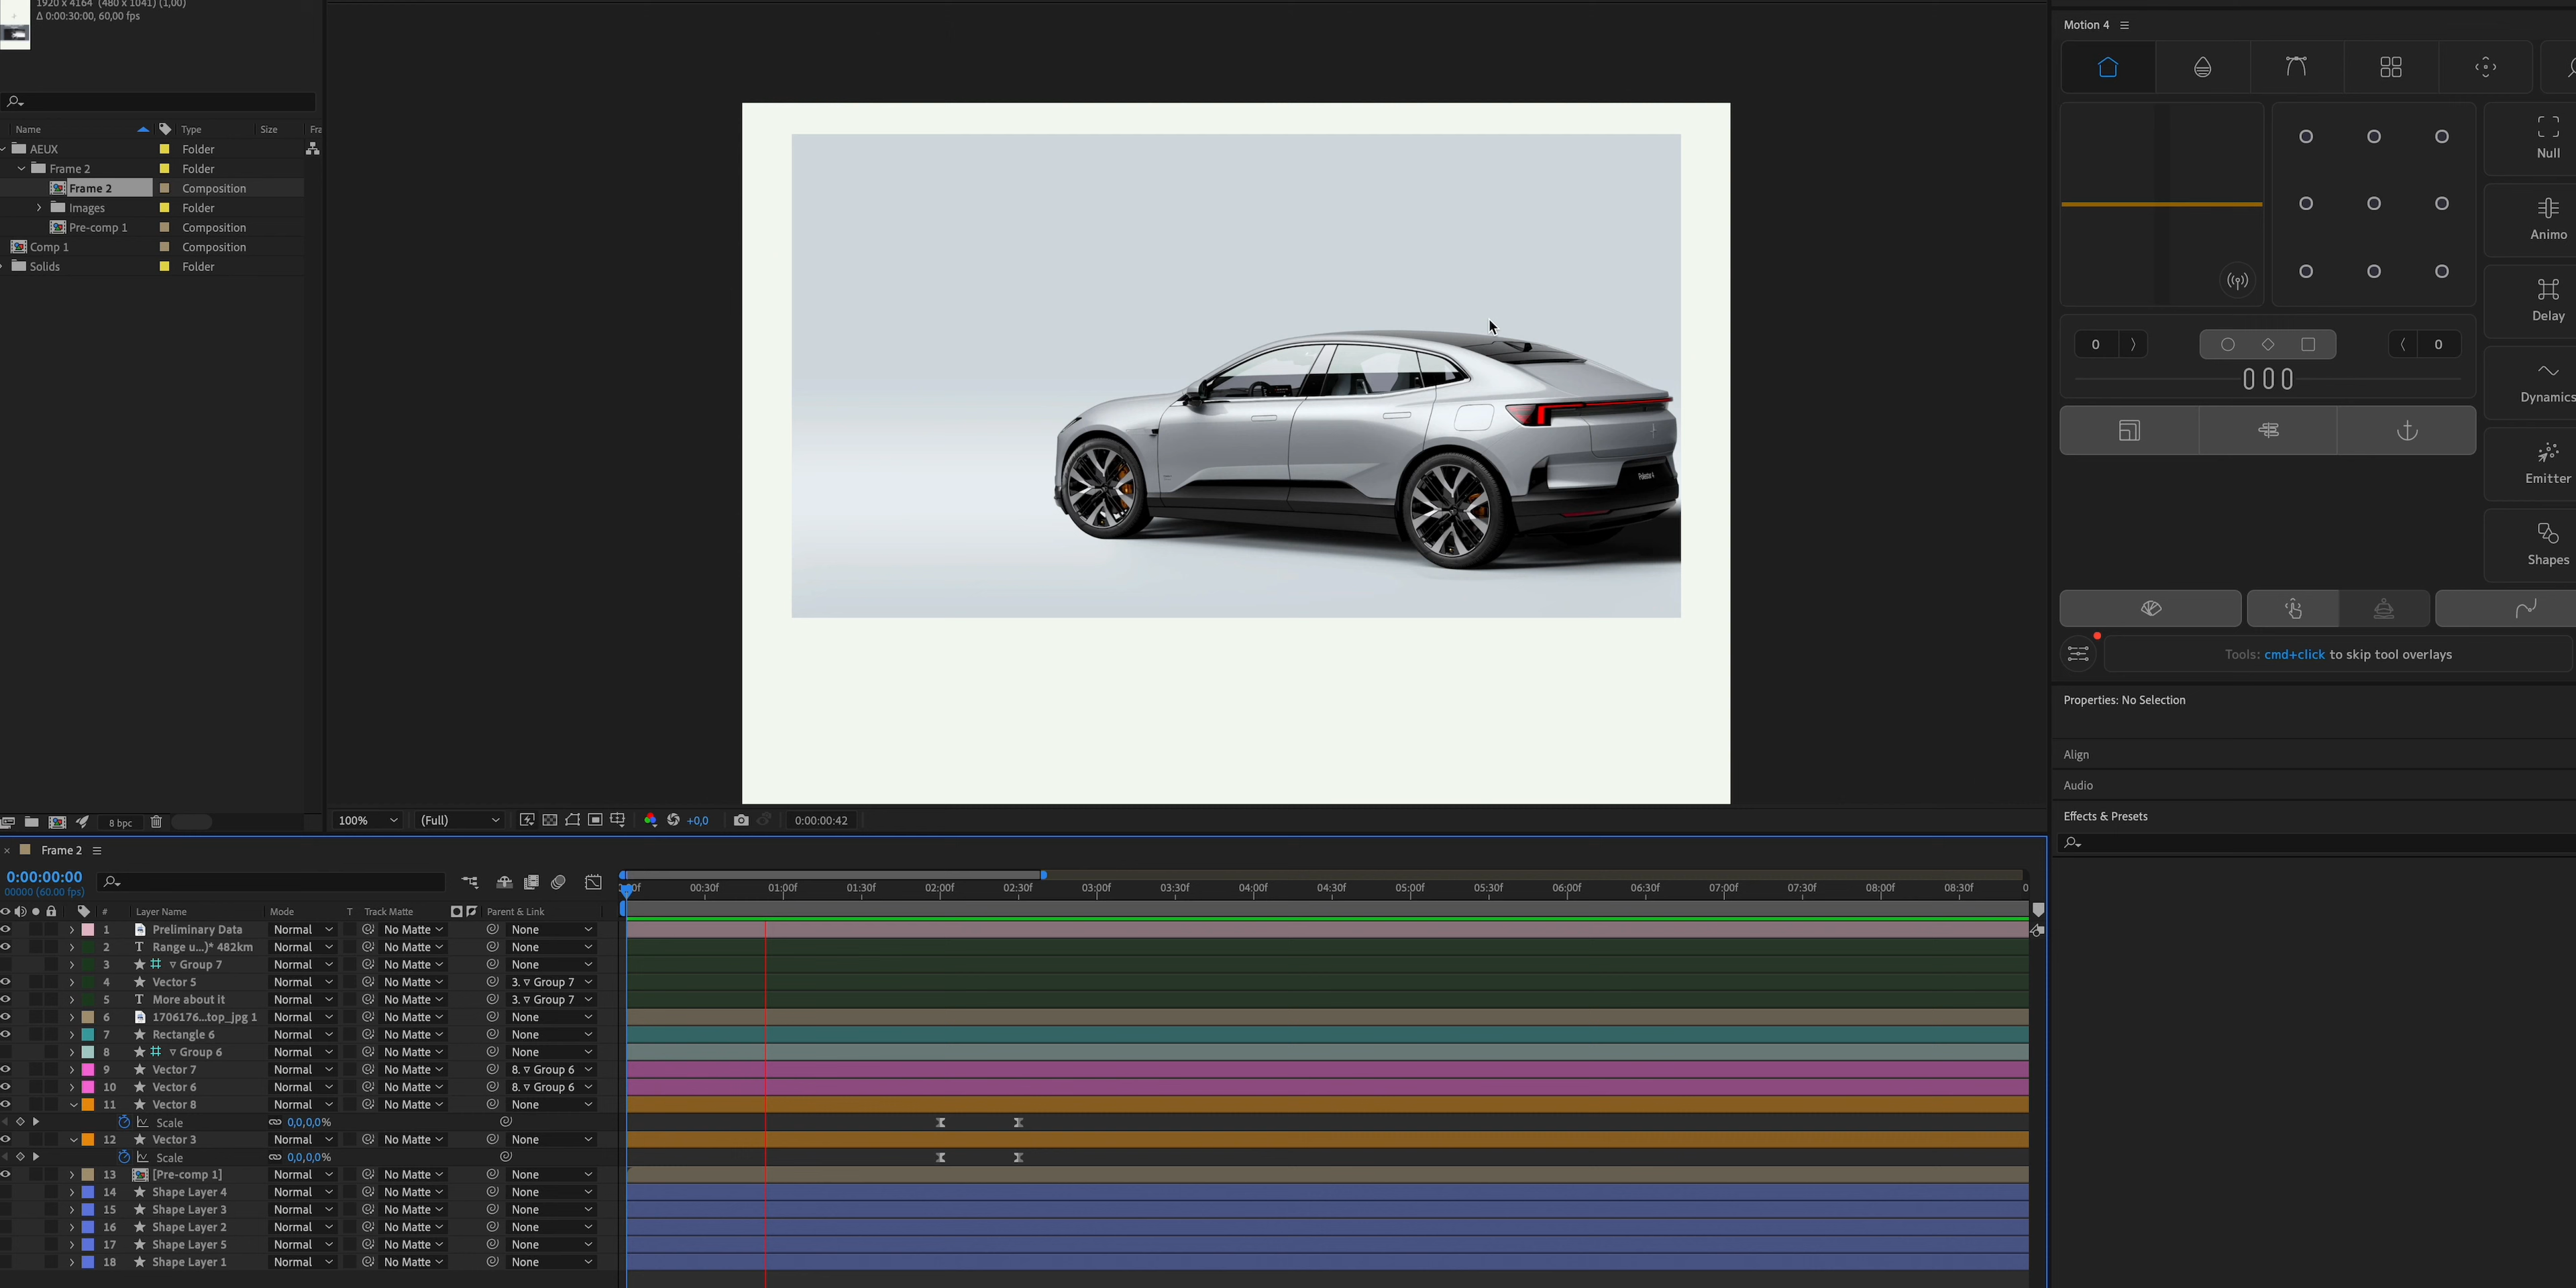 1920 x 4164 (480 x 1041) (1,00)
Δ 0:00:30:00, 60,00 fps
Name Type Size Fra
AEUX Folder
Frame 2 Folder
Frame 2 Composition
Images Folder
Pre-comp 1 Composition
Comp 1 Composition
Solids Folder
8 bpc
Polestar 4
100% (Full) +0,0 0:00:00:42
Motion 4
Null
Animo
Delay
0 0
Dynamics
Emitter
Shapes
Tools: cmd+click to skip tool overlays
Properties: No Selection
Align
Audio
Effects & Presets
× Frame 2
0:00:00:00
00000 (60.00 fps)
00:30f 01:00f 01:30f 02:00f 02:30f 03:00f 03:30f 04:00f 04:30f 05:00f 05:30f 06:00f 06:30f 07:00f 07:30f 08:00f 08:30f 0
# Layer Name Mode T Track Matte Parent & Link
1 Preliminary Data Normal No Matte None
2 T Range u...)* 482km Normal No Matte None
3 Group 7 Normal No Matte None
4 Vector 5 Normal No Matte 3. ▿ Group 7
5 T More about it Normal No Matte 3. ▿ Group 7
6 1706176...top_jpg 1 Normal No Matte None
7 Rectangle 6 Normal No Matte None
8 ▿ Group 6 Normal No Matte None
9 Vector 7 Normal No Matte 8. ▿ Group 6
10 Vector 6 Normal No Matte 8. ▿ Group 6
11 Vector 8 Normal No Matte None
Scale 0,0,0,0%
12 Vector 3 Normal No Matte None
Scale 0,0,0,0%
13 [Pre-comp 1] Normal No Matte None
14 Shape Layer 4 Normal No Matte None
15 Shape Layer 3 Normal No Matte None
16 Shape Layer 2 Normal No Matte None
17 Shape Layer 5 Normal No Matte None
18 Shape Layer 1 Normal No Matte None